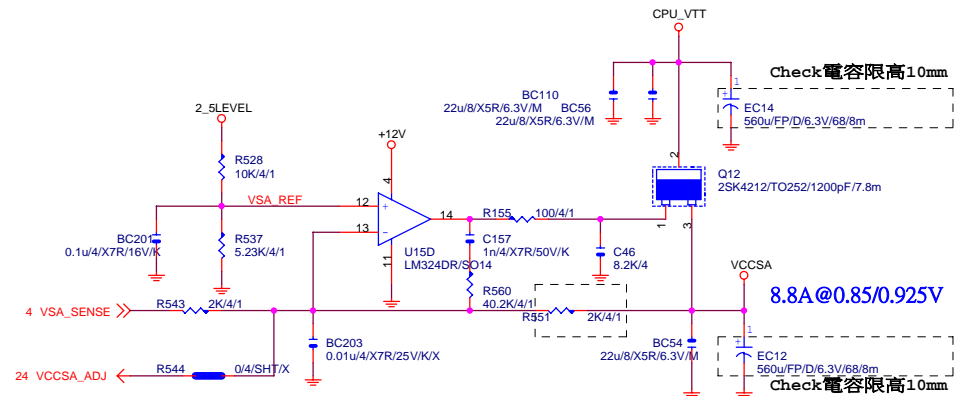 CPU_VTT
Check電容限高10mm
BC110
22u/8/X5R/6.3V/M
BC56
22u/8/X5R/6.3V/M
1
+
EC14
560u/FP/D/6.3V/68/8m
2_5LEVEL
+12V
R528
10K/4/1
4
2
Q12
2SK4212/TO252/1200pF/7.8m
VSA_REF
12
+
13
-
14
R155
100/4/1
1
3
BC201
0.1u/4/X7R/16V/K
R537
5.23K/4/1
11
U15D
LM324DR/SO14
C157
1n/4/X7R/50V/K
C46
8.2K/4
VCCSA
R560
40.2K/4/1
8.8A@0.85/0.925V
4 VSA_SENSE
R543
2K/4/1
R551
2K/4/1
BC203
0.01u/4/X7R/25V/K/X
BC54
22u/8/X5R/6.3V/M
1
+
EC12
560u/FP/D/6.3V/68/8m
24 VCCSA_ADJ
R544
0/4/SHT/X
Check電容限高10mm